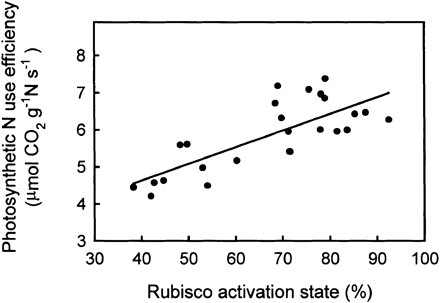 Photosynthetic N use efficiency
(μmol CO₂ g⁻¹N s⁻¹)
8
7
6
5
4
3
30 40 50 60 70 80 90 100
Rubisco activation state (%)